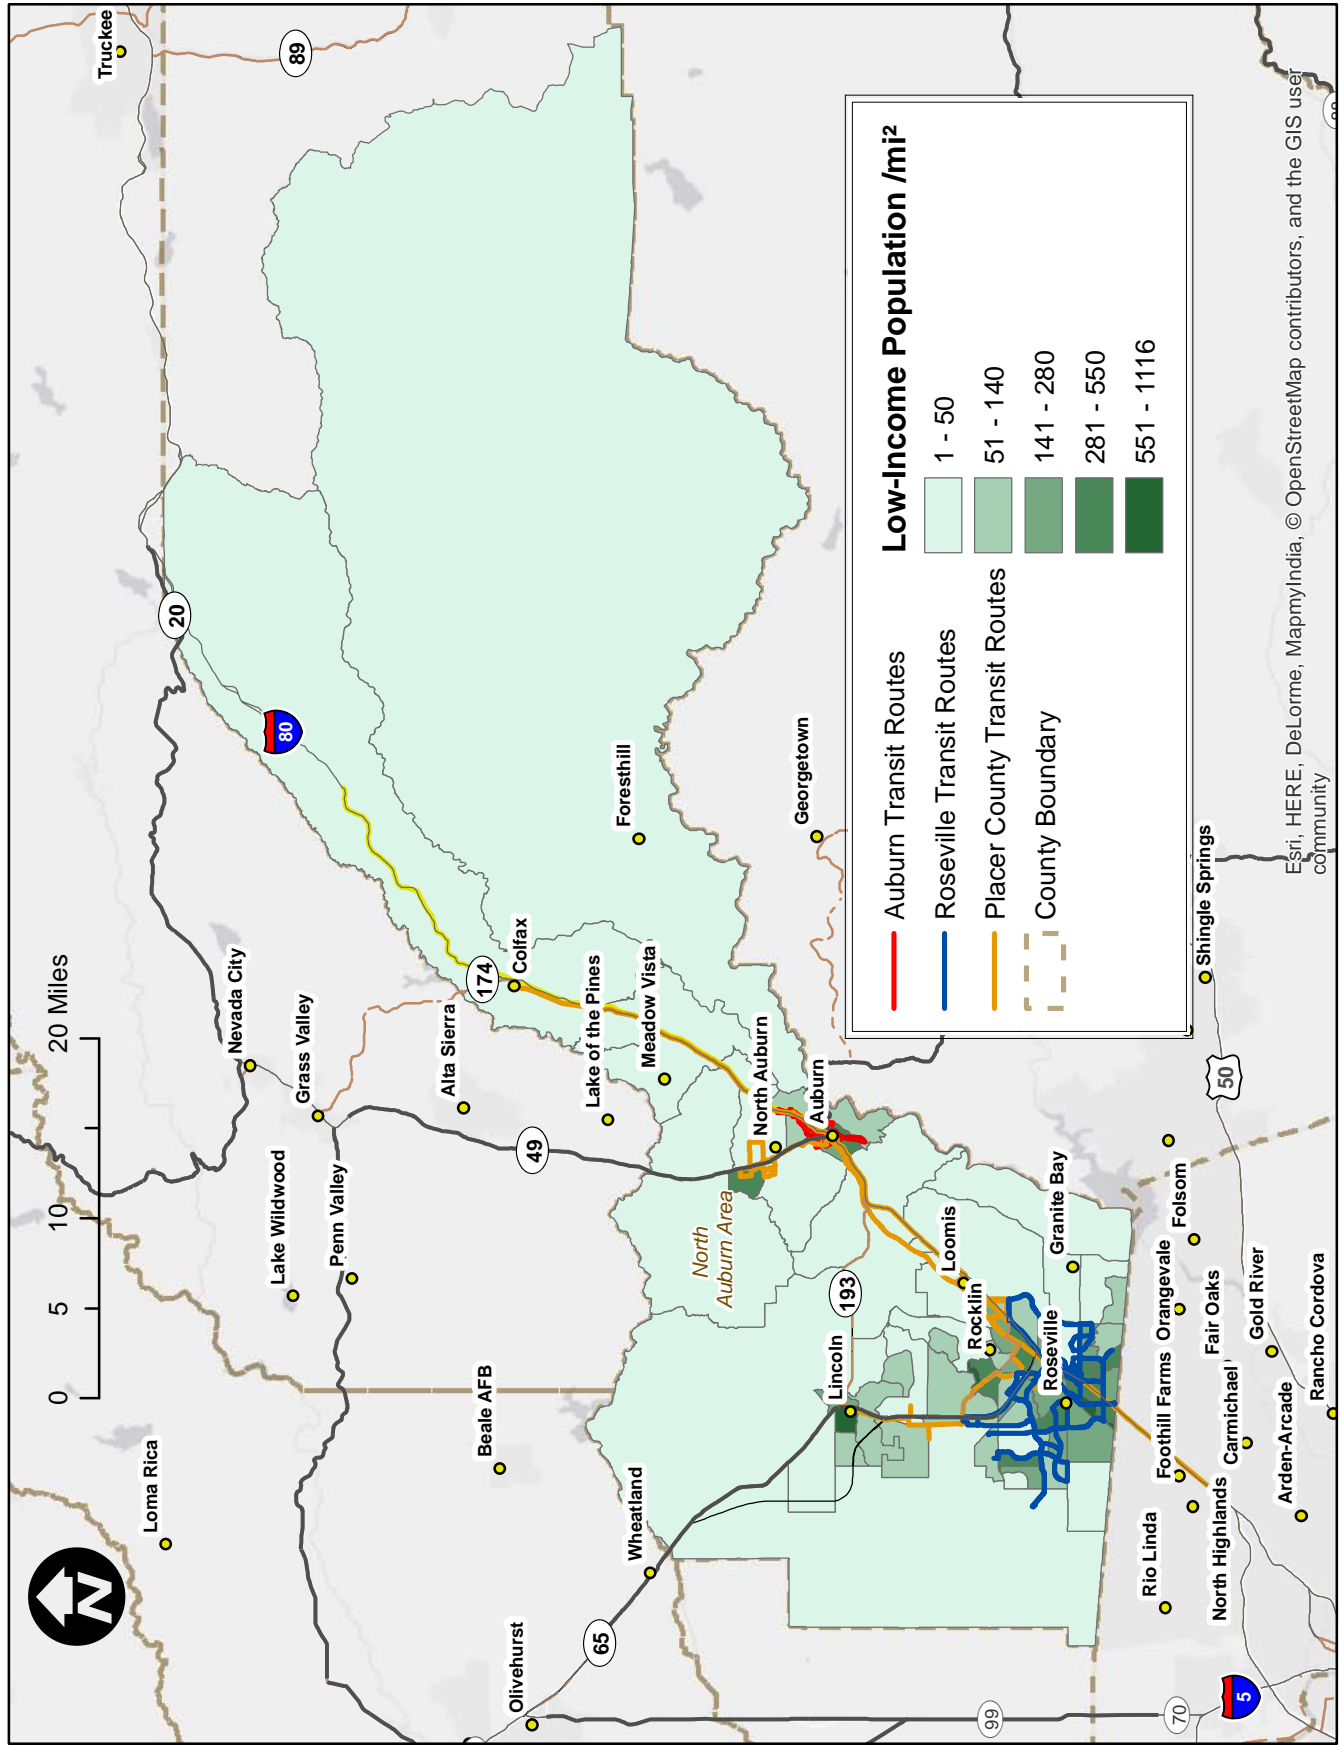 N
0 5 10 20 Miles
Truckee
89
Loma Rica
20
Nevada City
Lake Wildwood
80
Grass Valley
Penn Valley
Alta Sierra
174
Colfax
Beale AFB
49
Olivehurst
Lake of the Pines
Foresthill
65
Wheatland
Meadow Vista
North
Auburn Area
North Auburn
Georgetown
Auburn
193
Lincoln
Loomis
Rocklin
Roseville
Granite Bay
99
70
Rio Linda
Foothill Farms
Orangevale
Folsom
North Highlands
Carmichael
Fair Oaks
Gold River
Arden-Arcade
Rancho Cordova
50
Shingle Springs
5
Auburn Transit Routes
Roseville Transit Routes
Placer County Transit Routes
County Boundary
Low-Income Population /mi²
1 - 50
51 - 140
141 - 280
281 - 550
551 - 1116
Esri, HERE, DeLorme, MapmyIndia, © OpenStreetMap contributors, and the GIS user
community